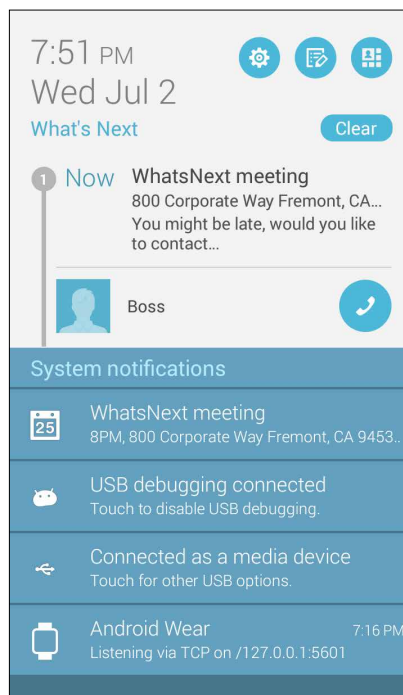 7:51 PM
Wed Jul 2
What's Next
Clear
1 Now WhatsNext meeting
800 Corporate Way Fremont, CA...
You might be late, would you like
to contact...
Boss
System notifications
25 WhatsNext meeting
8PM, 800 Corporate Way Fremont, CA 9453..
USB debugging connected
Touch to disable USB debugging.
Connected as a media device
Touch for other USB options.
Android Wear 7:16 PM
Listening via TCP on /127.0.0.1:5601